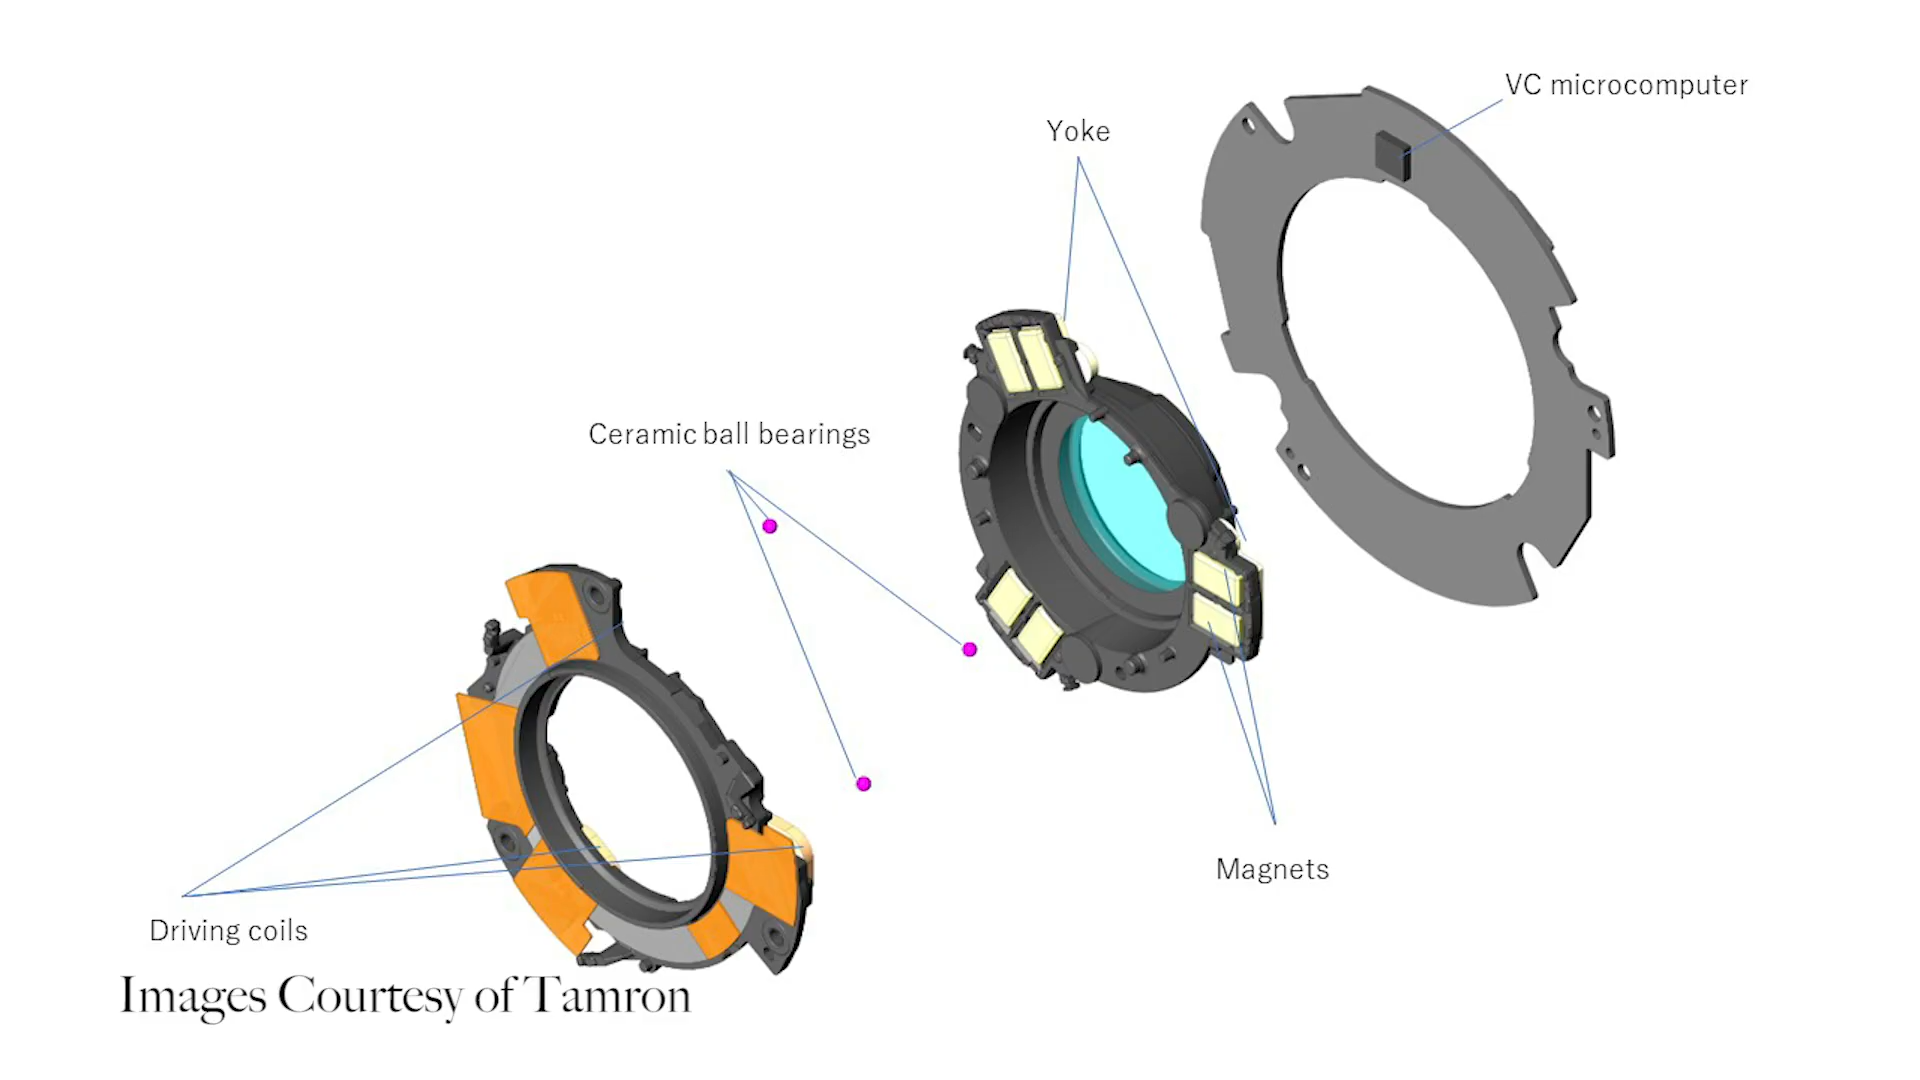 VC microcomputer
Yoke
Ceramic ball bearings
Magnets
Driving coils
Images Courtesy of Tamron